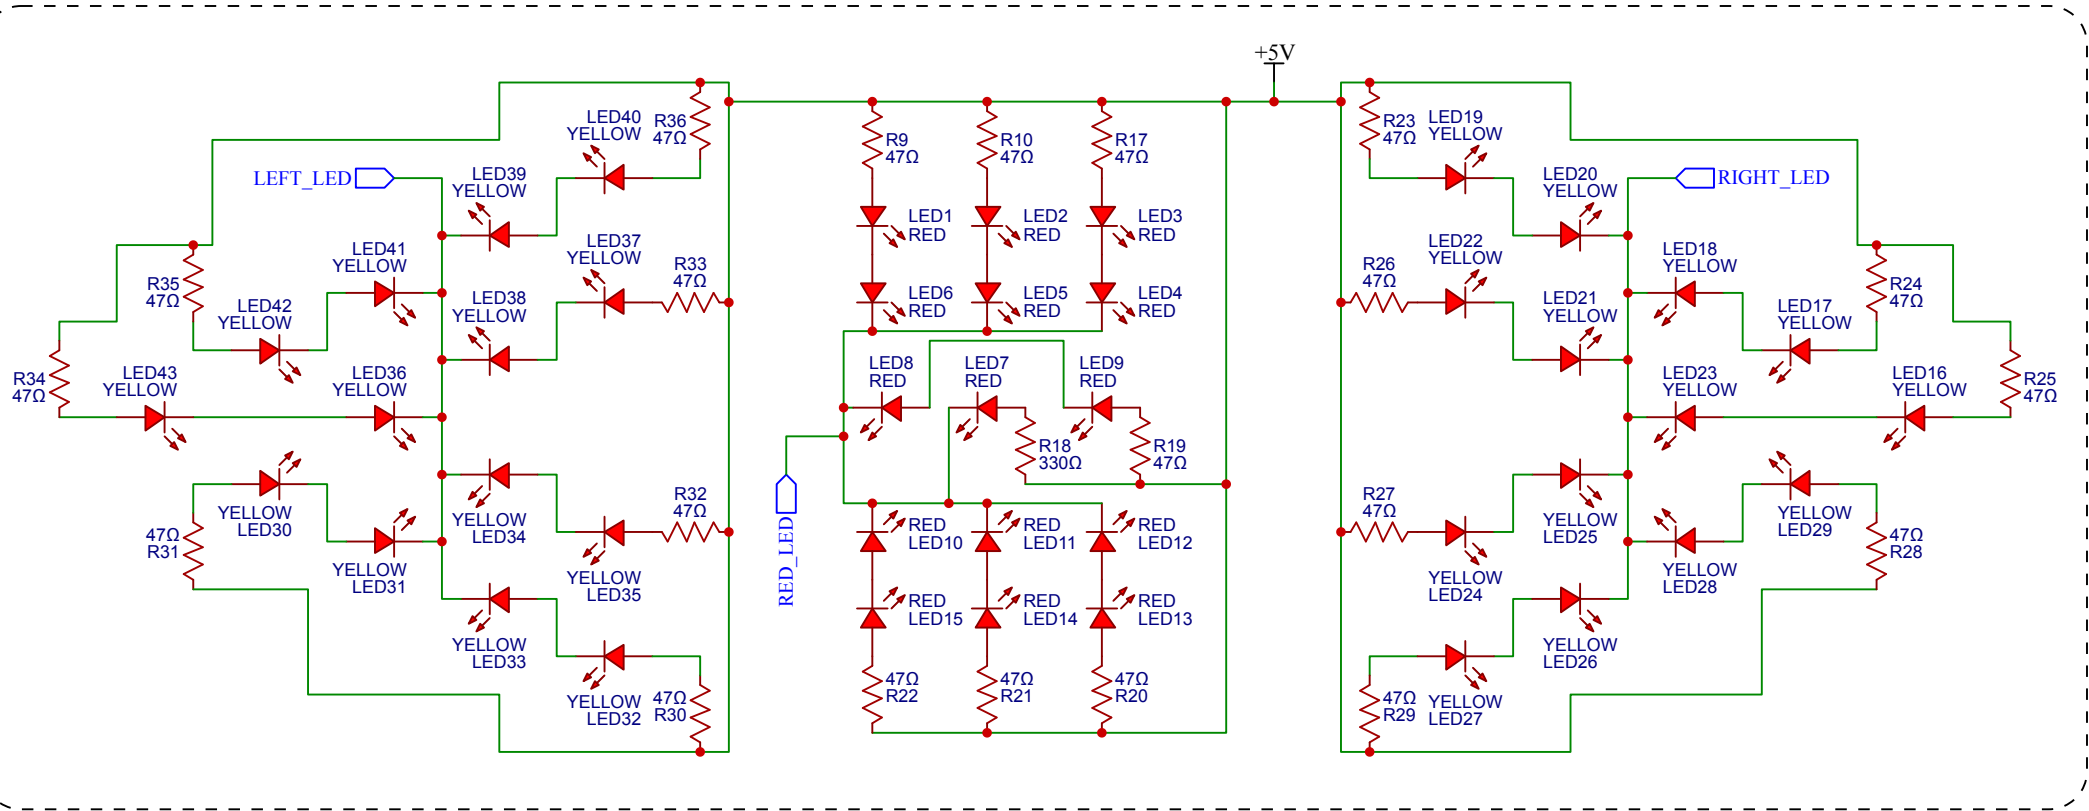 +5V
LED40
YELLOW
R36
47Ω
LEFT_LED
LED39
YELLOW
LED41
YELLOW
LED37
YELLOW
R33
47Ω
R35
47Ω
LED42
YELLOW
LED38
YELLOW
R34
47Ω
LED43
YELLOW
LED36
YELLOW
YELLOW
LED30
47Ω
R31
YELLOW
LED31
YELLOW
LED34
R32
47Ω
YELLOW
LED35
YELLOW
LED33
YELLOW
LED32
47Ω
R30
R9
47Ω
R10
47Ω
R17
47Ω
LED1
RED
LED2
RED
LED3
RED
LED6
RED
LED5
RED
LED4
RED
LED8
RED
LED7
RED
LED9
RED
R18
330Ω
R19
47Ω
RED_LED
RED
LED10
RED
LED11
RED
LED12
RED
LED15
RED
LED14
RED
LED13
47Ω
R22
47Ω
R21
47Ω
R20
R23
47Ω
LED19
YELLOW
LED20
YELLOW
RIGHT_LED
R26
47Ω
LED22
YELLOW
LED21
YELLOW
LED18
YELLOW
LED17
YELLOW
R24
47Ω
LED23
YELLOW
LED16
YELLOW
R25
47Ω
R27
47Ω
YELLOW
LED24
YELLOW
LED25
YELLOW
LED29
YELLOW
LED28
47Ω
R28
YELLOW
LED26
47Ω
R29
YELLOW
LED27